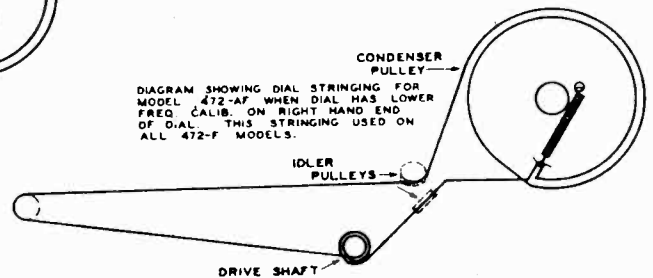 CONDENSER
PULLEY
DIAGRAM SHOWING DIAL STRINGING FOR
MODEL 472-AF WHEN DIAL HAS LOWER
FREQ. CALIB. ON RIGHT HAND END
OF DIAL. THIS STRINGING USED ON
ALL 472-F MODELS.
IDLER
PULLEYS
DRIVE SHAFT